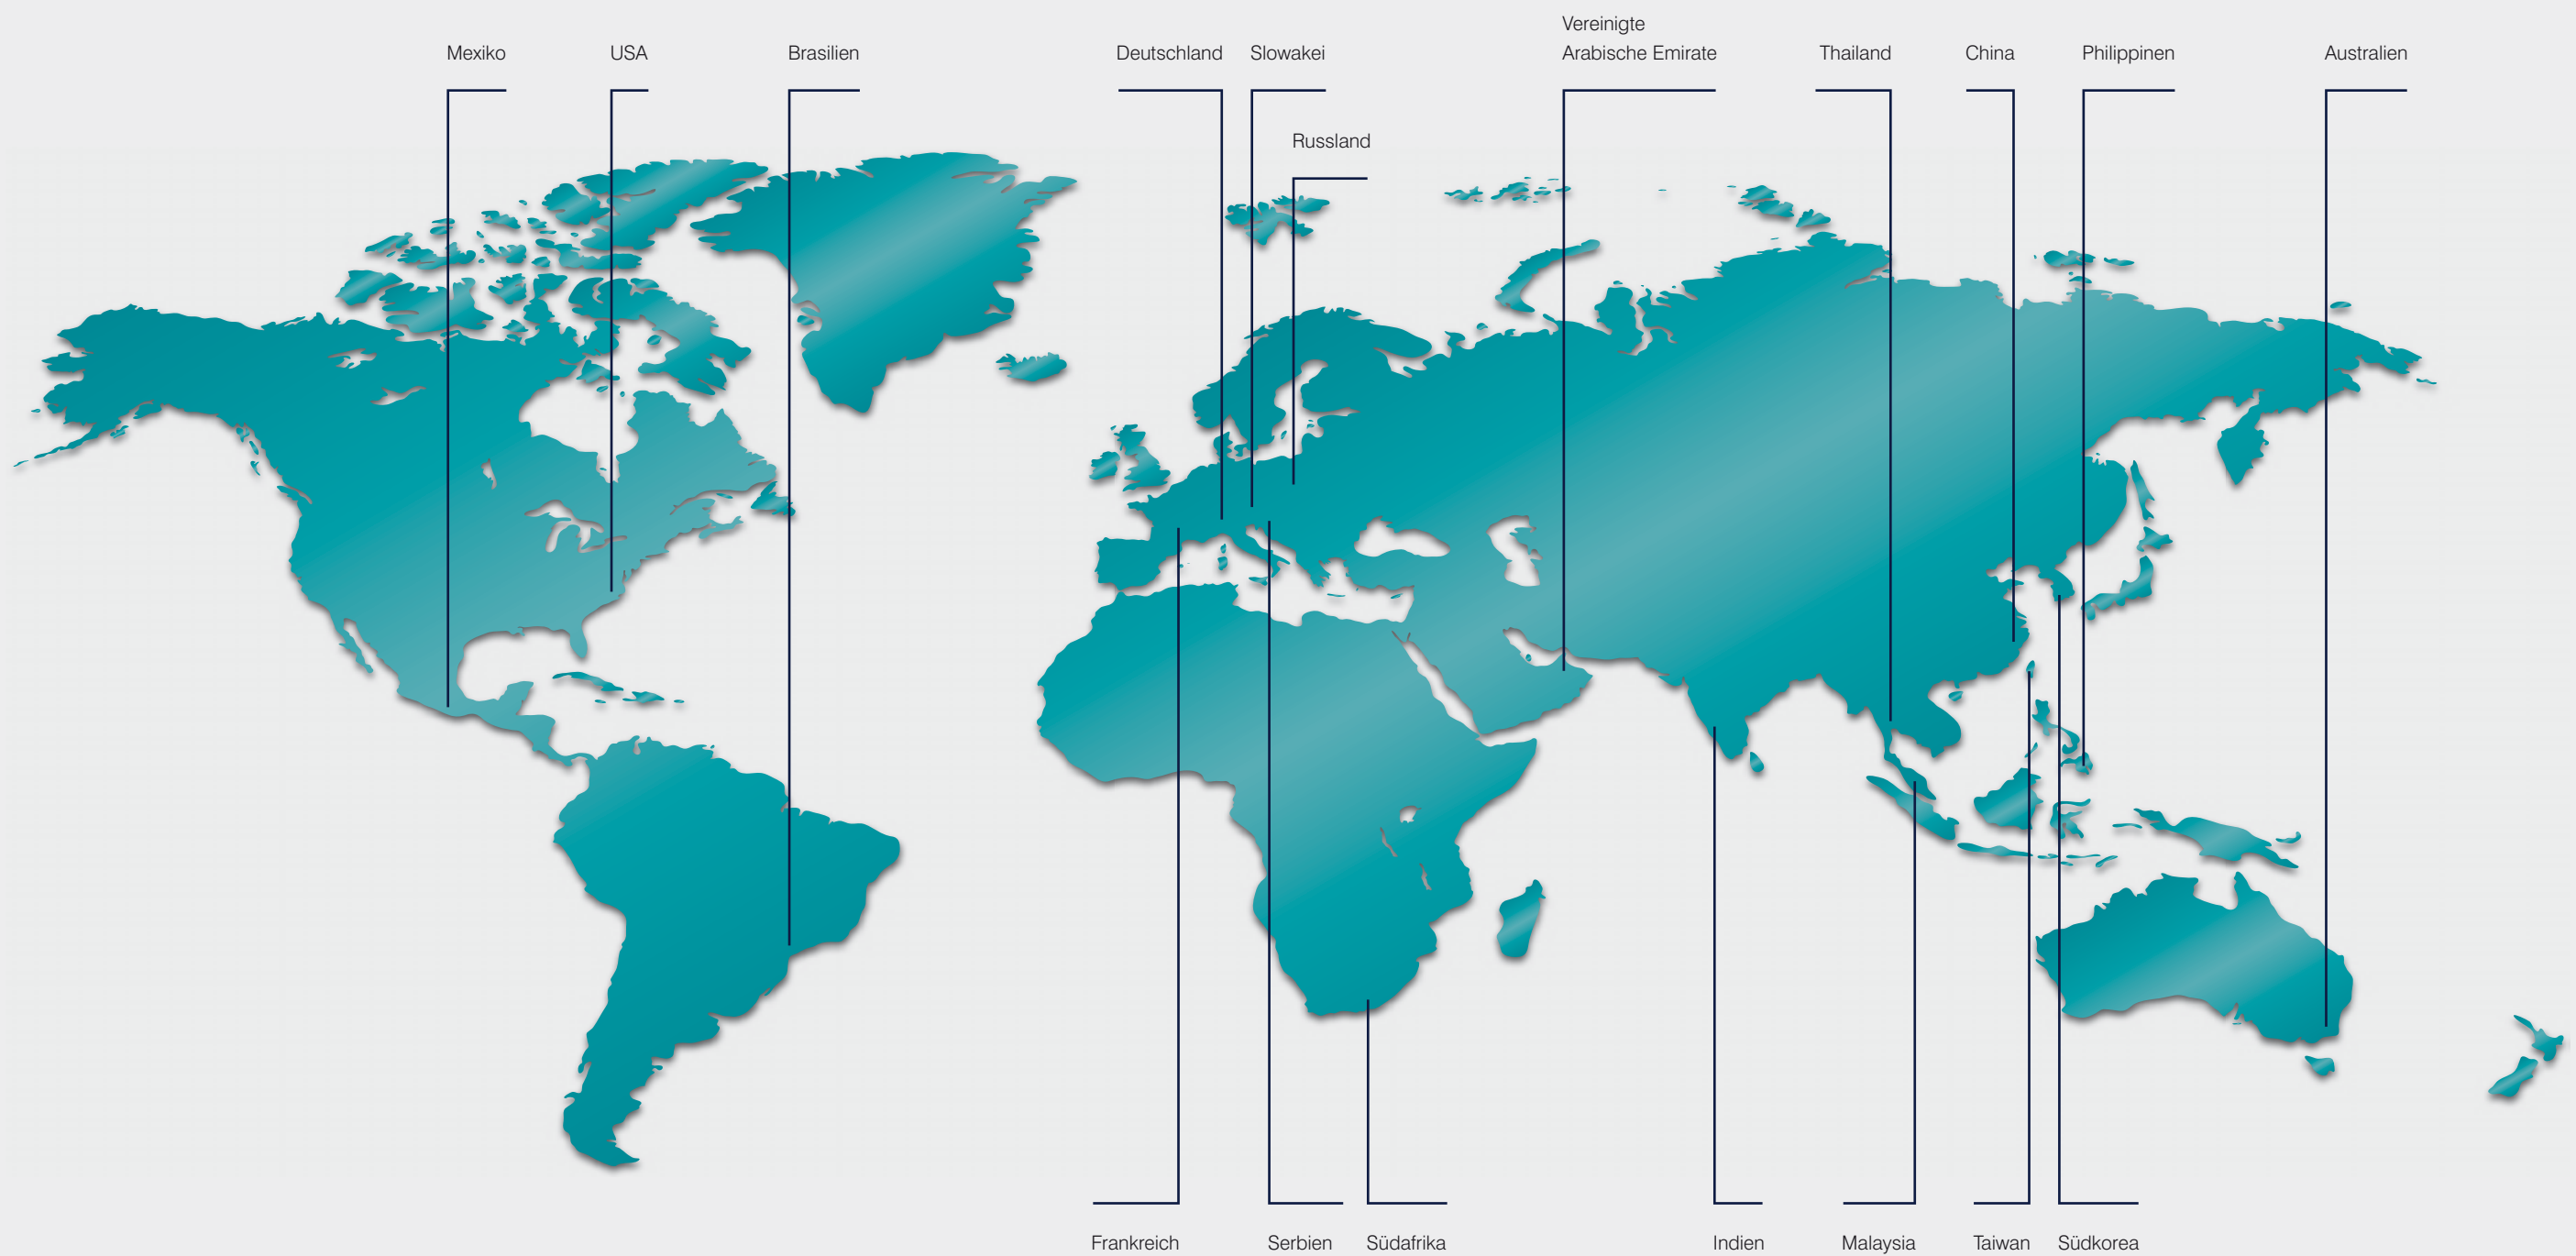 Mexiko
USA
Brasilien
Deutschland
Slowakei
Vereinigte
Arabische Emirate
Thailand
China
Philippinen
Australien
Russland
Frankreich
Serbien
Südafrika
Indien
Malaysia
Taiwan
Südkorea